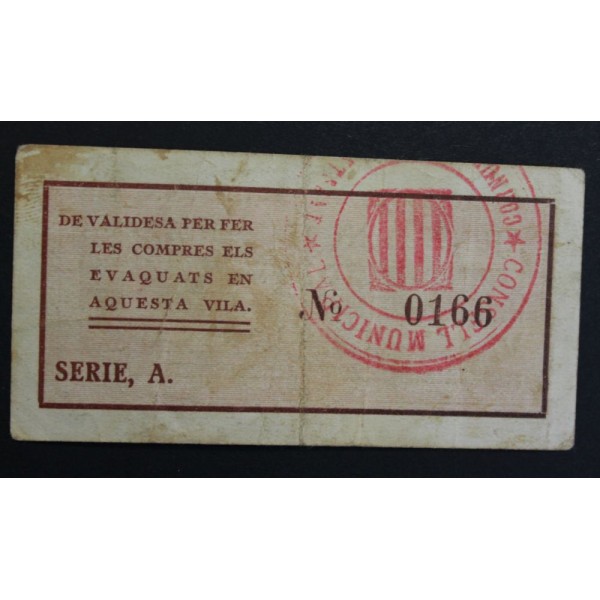 DE VALIDESA PER FER
LES COMPRES ELS
EVAQUATS EN
AQUESTA VILA.
SERIE, A.
Nº 0166
★ CONSELL MUNICIPAL ★